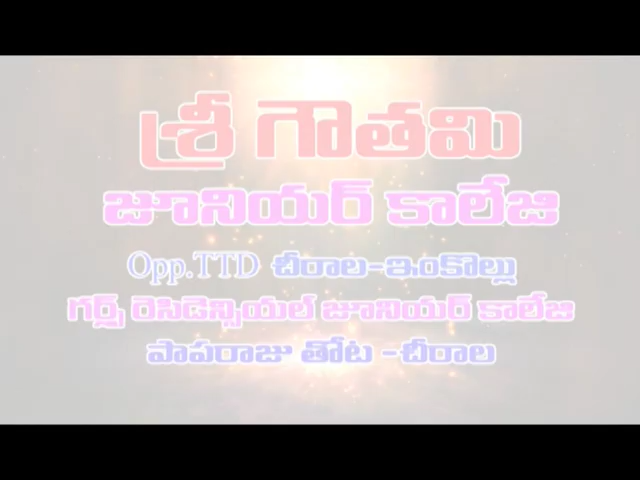 శ్రీ గౌతమి
జూనియర్ కాలేజి
Opp.TTD చీరాల-ఇంకొల్లు
గర్ల్స్ రెసిడెన్సియల్ జూనియర్ కాలేజి
పాపరాజు తోట -చీరాల